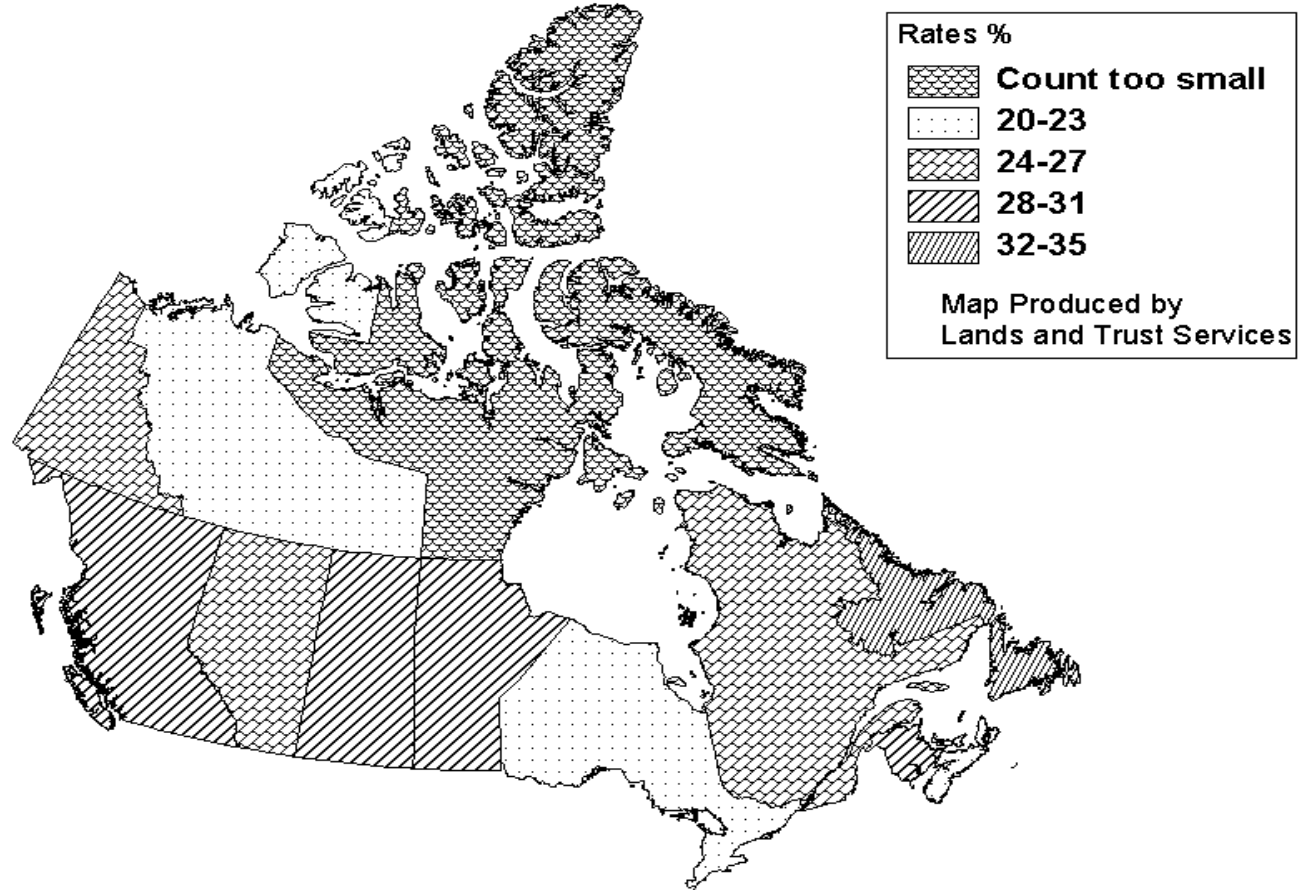 Rates %
Count too small
20-23
24-27
28-31
32-35
Map Produced by
Lands and Trust Services